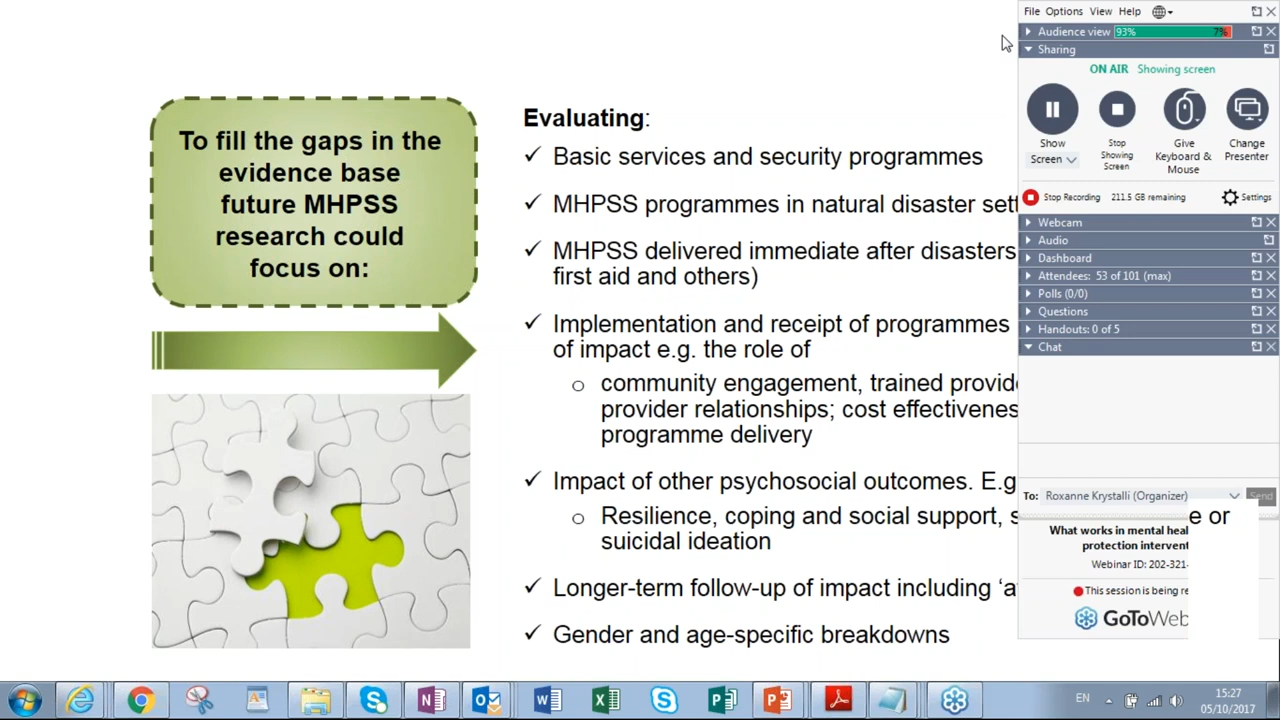 To fill the gaps in the
evidence base
future MHPSS
research could
focus on:
Evaluating:
Basic services and security programmes
MHPSS programmes in natural disaster sett
MHPSS delivered immediate after disasters
first aid and others)
Implementation and receipt of programmes
of impact e.g. the role of
community engagement, trained provide
provider relationships; cost effectivenes
programme delivery
Impact of other psychosocial outcomes. E.g
Resilience, coping and social support, s
e or
suicidal ideation
Longer-term follow-up of impact including ‘a
Gender and age-specific breakdowns
File Options View Help
Audience view 93% 7%
Sharing
ON AIR Showing screen
Show
Screen
Stop
Showing
Screen
Give
Keyboard &
Mouse
Change
Presenter
Stop Recording 211.5 GB remaining Settings
Webcam
Audio
Dashboard
Attendees: 53 of 101 (max)
Polls (0/0)
Questions
Handouts: 0 of 5
Chat
To: Roxanne Krystalli (Organizer) Send
What works in mental heal
protection intervent
Webinar ID: 202-321-
This session is being re
GoToWeb
EN 15:27
05/10/2017